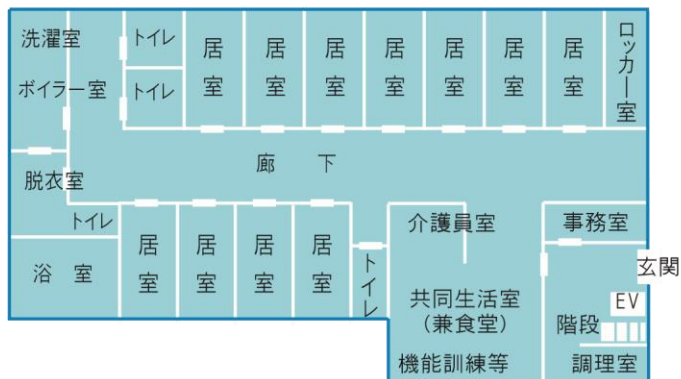 洗濯室
トイレ
居室
居室
居室
居室
居室
居室
居室
ロッカー室
ボイラー室
トイレ
廊 下
脱衣室
トイレ
居室
居室
居室
居室
介護員室
事務室
浴 室
トイレ
玄関
共同生活室
(兼食堂)
EV
階段
機能訓練等
調理室